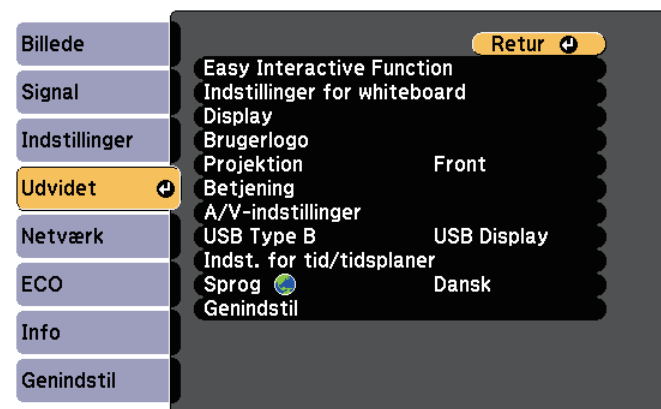 Billede
Signal
Indstillinger
Udvidet
Netværk
ECO
Info
Genindstil
Retur
Easy Interactive Function
Indstillinger for whiteboard
Display
Brugerlogo
Projektion Front
Betjening
A/V-indstillinger
USB Type B USB Display
Indst. for tid/tidsplaner
Sprog Dansk
Genindstil